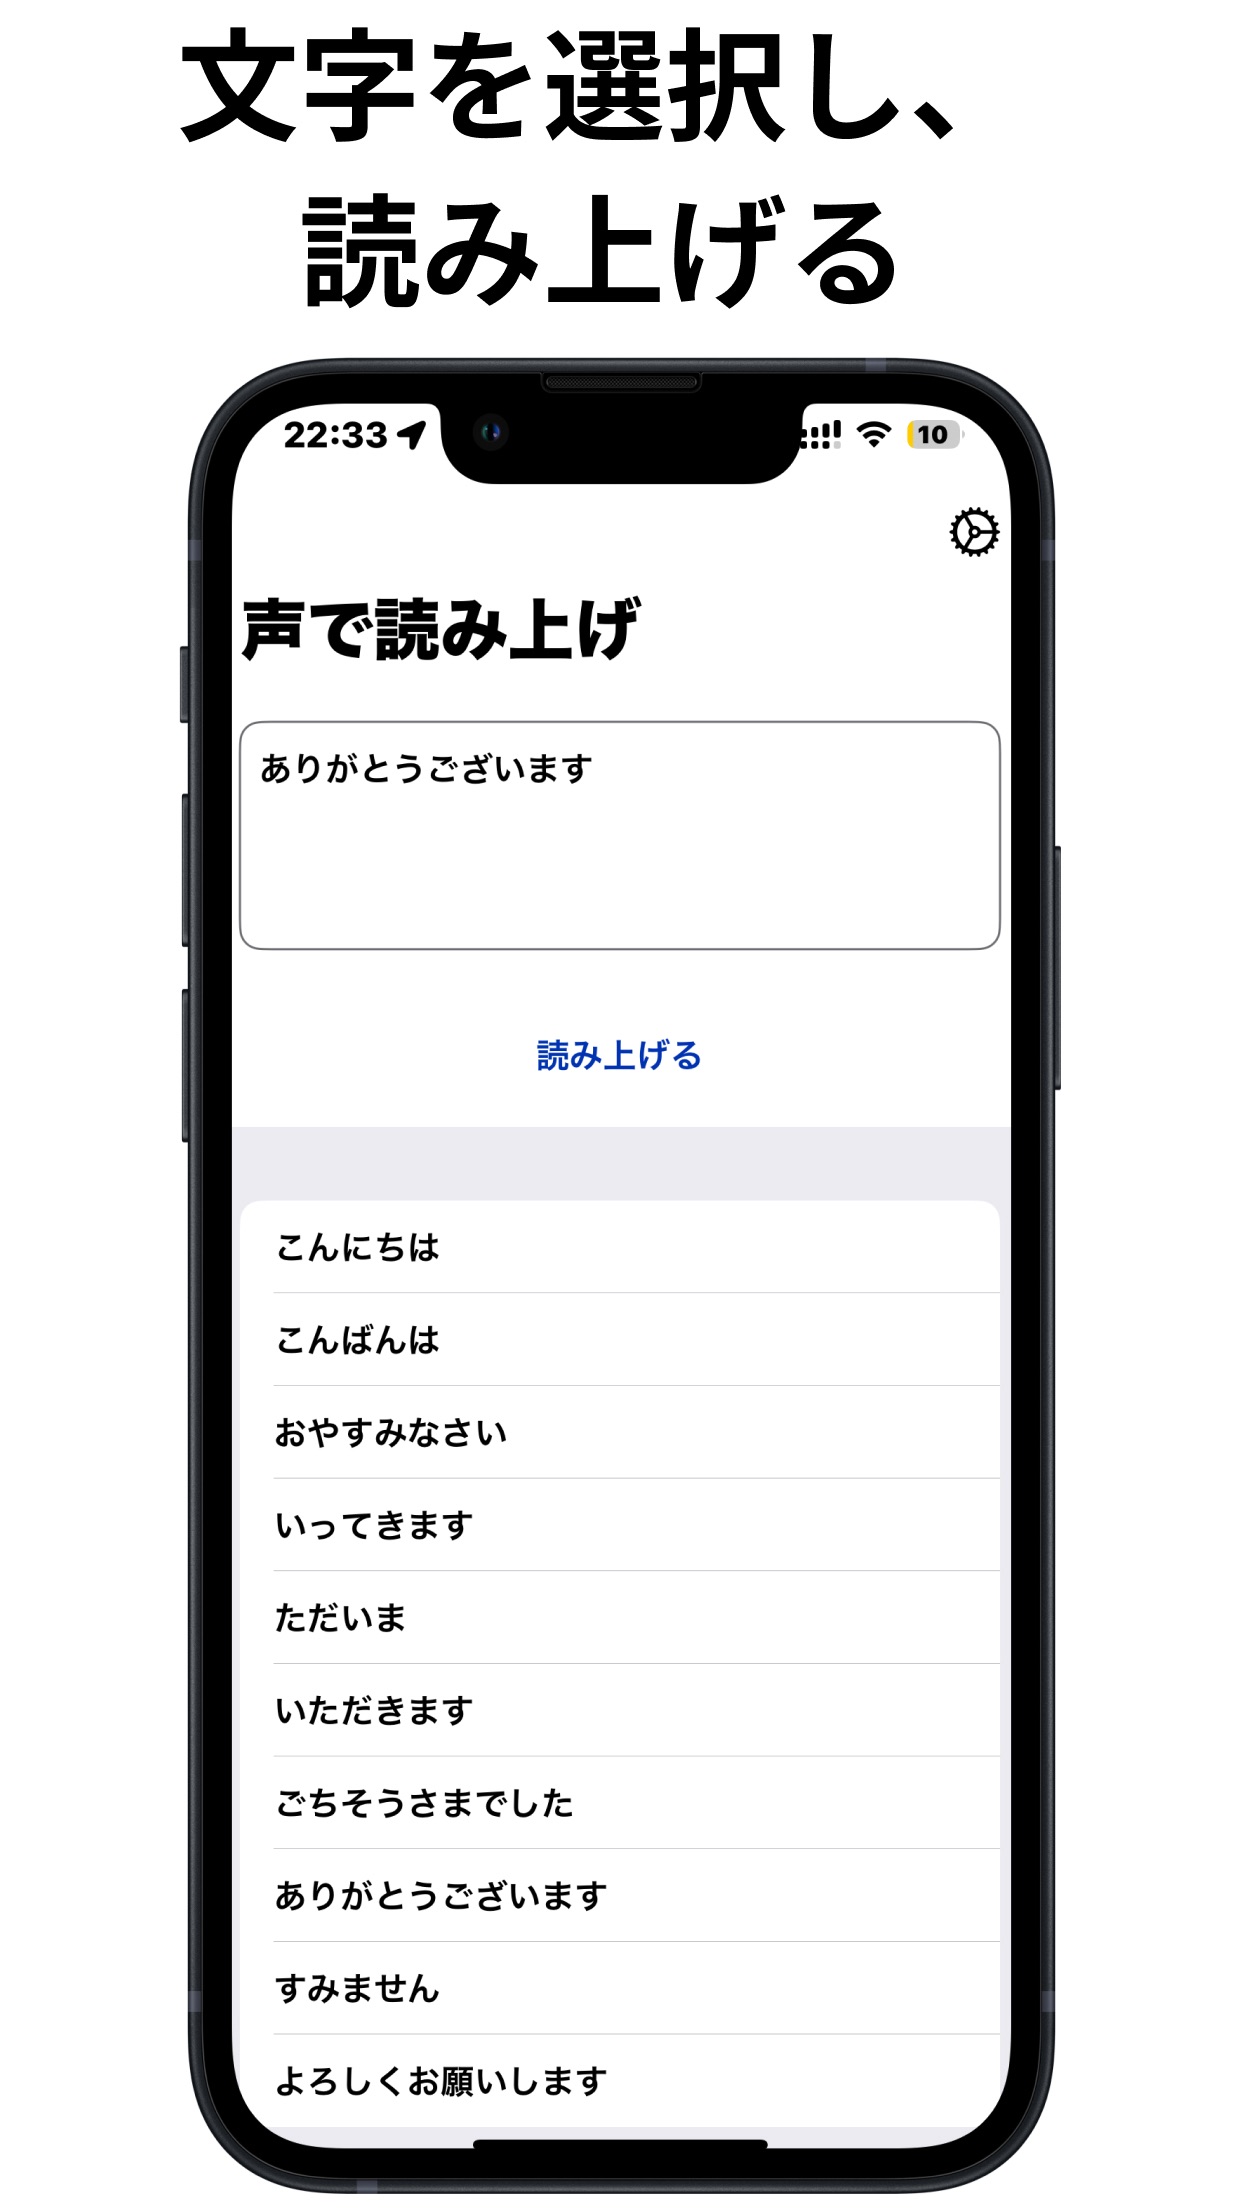 文字を選択し、
読み上げる
22:33
10
声で読み上げ
ありがとうございます
読み上げる
こんにちは
こんばんは
おやすみなさい
いってきます
ただいま
いただきます
ごちそうさまでした
ありがとうございます
すみません
よろしくお願いします